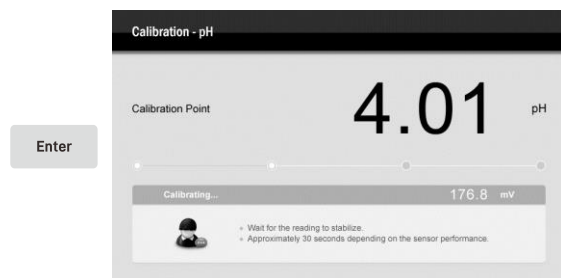 Enter
Calibration - pH
Calibration Point
4.01 pH
Calibrating... 176.8 mV
Wait for the reading to stabilize.
Approximately 30 seconds depending on the sensor performance.